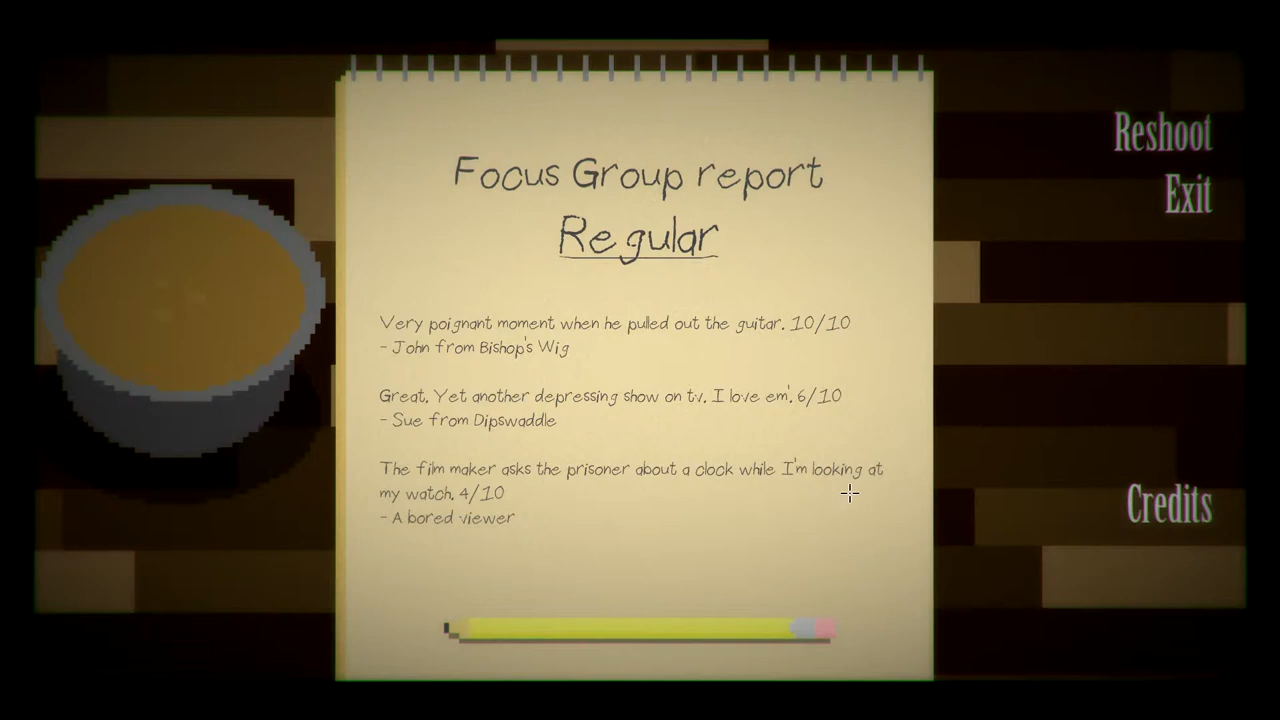 Focus Group report
Regular
Very poignant moment when he pulled out the guitar. 10/10
- John from Bishop's Wig
Great. Yet another depressing show on tv. I love em'. 6/10
- Sue from Dipswaddle
The film maker asks the prisoner about a clock while I'm looking at
my watch. 4/10
- A bored viewer
Reshoot
Exit
Credits